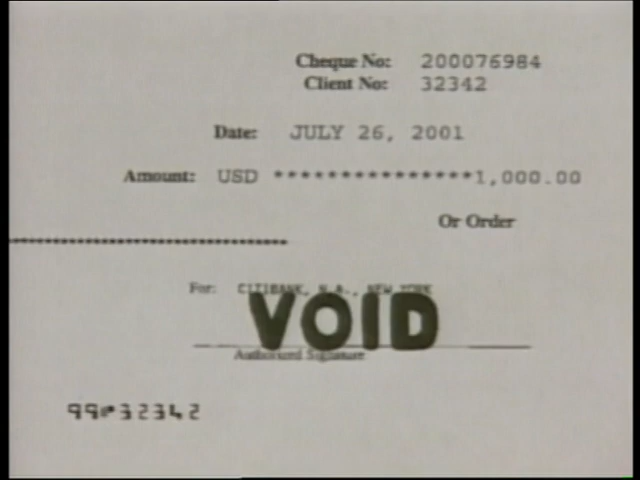 Cheque No: 200076984
Client No: 32342
Date: JULY 26, 2001
Amount: USD ***************1,000.00
Or Order
For: CITIBANK, N.A., NEW YORK
VOID
Authorized Signature
99 32342